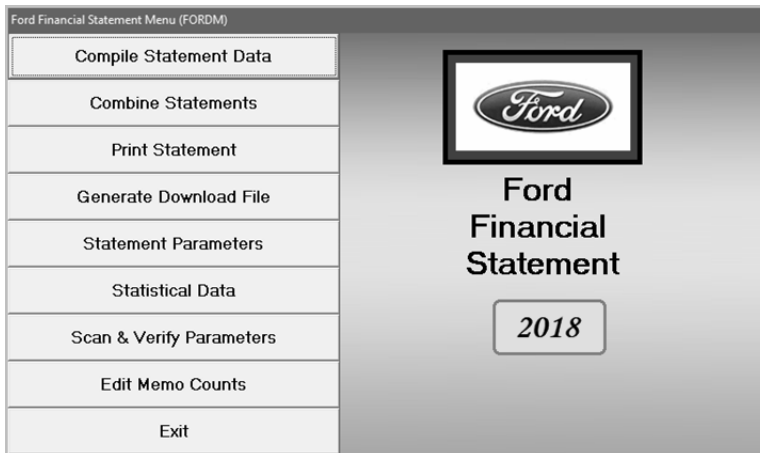 Ford Financial Statement Menu (FORDM)
Compile Statement Data
Combine Statements
Print Statement
Generate Download File
Statement Parameters
Statistical Data
Scan & Verify Parameters
Edit Memo Counts
Exit
Ford
Ford
Financial
Statement
2018